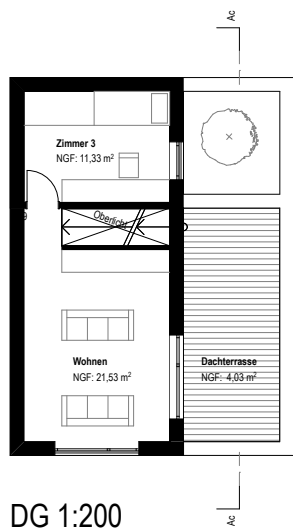 Ac
Zimmer 3
NGF: 11,33 m²
Oberlicht
Wohnen
NGF: 21,53 m²
Dachterrasse
NGF: 4,03 m²
Ac
DG 1:200